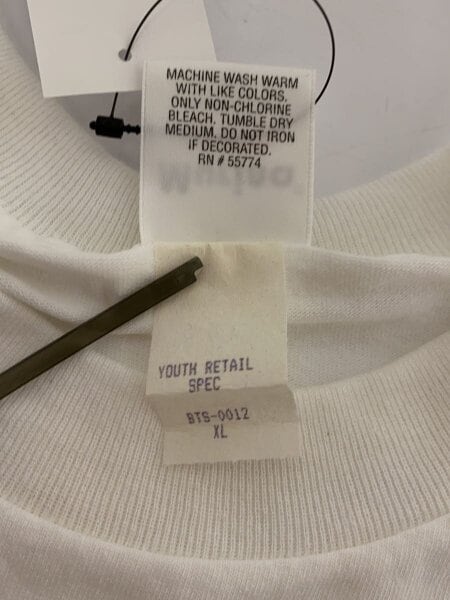 MACHINE WASH WARM
WITH LIKE COLORS.
ONLY NON-CHLORINE
BLEACH. TUMBLE DRY
MEDIUM. DO NOT IRON
IF DECORATED.
RN # 55774
YOUTH RETAIL
SPEC
BTS-0012
XL